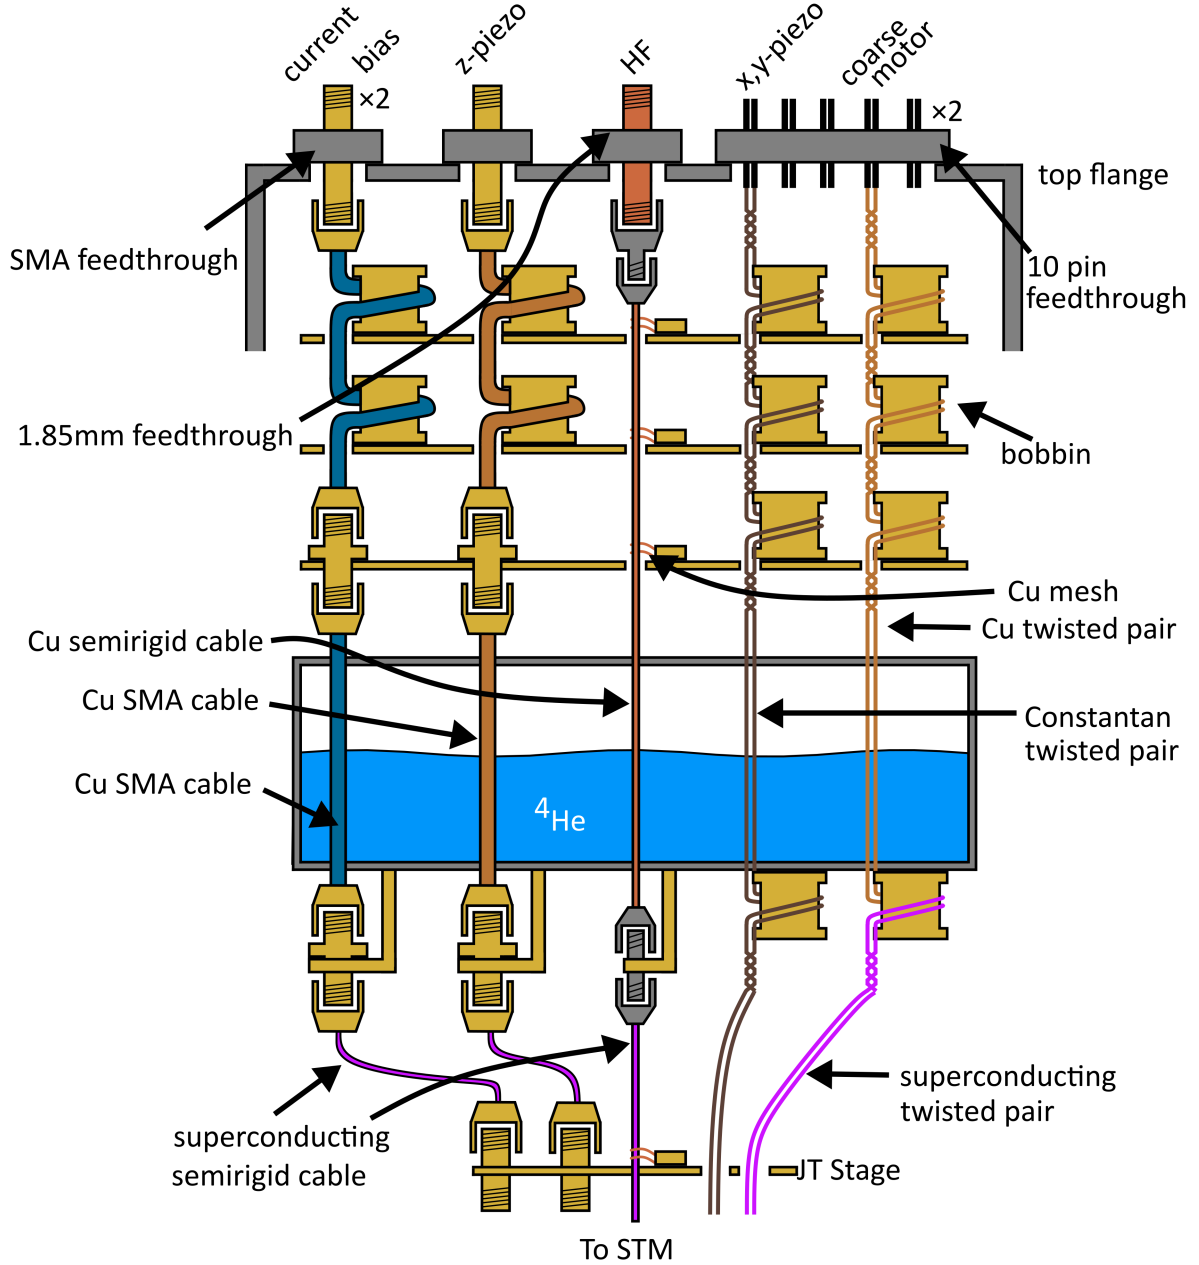 current
bias
×2
z-piezo
HF
x,y-piezo
coarse
motor
×2
top flange
SMA feedthrough
10 pin
feedthrough
1.85mm feedthrough
bobbin
Cu mesh
Cu twisted pair
Cu semirigid cable
Cu SMA cable
Constantan
twisted pair
Cu SMA cable
4He
superconducting
twisted pair
superconducting
semirigid cable
JT Stage
To STM